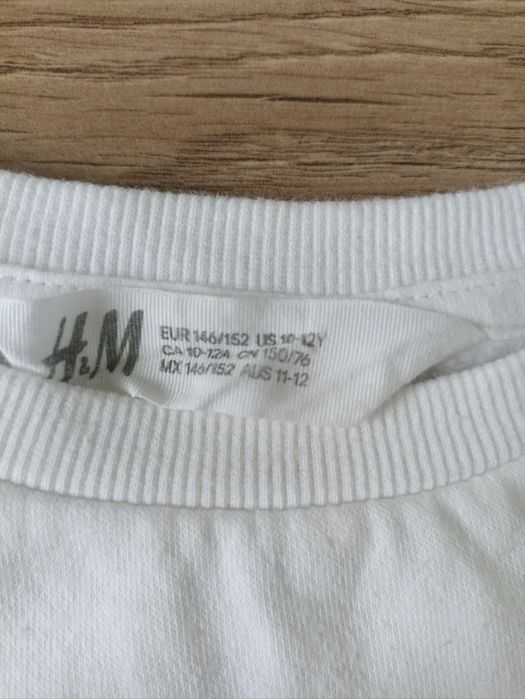 H&M
EUR 146/152 US 10-12Y
CA 10-12A CN 150/76
MX 146/152 AUS 11-12